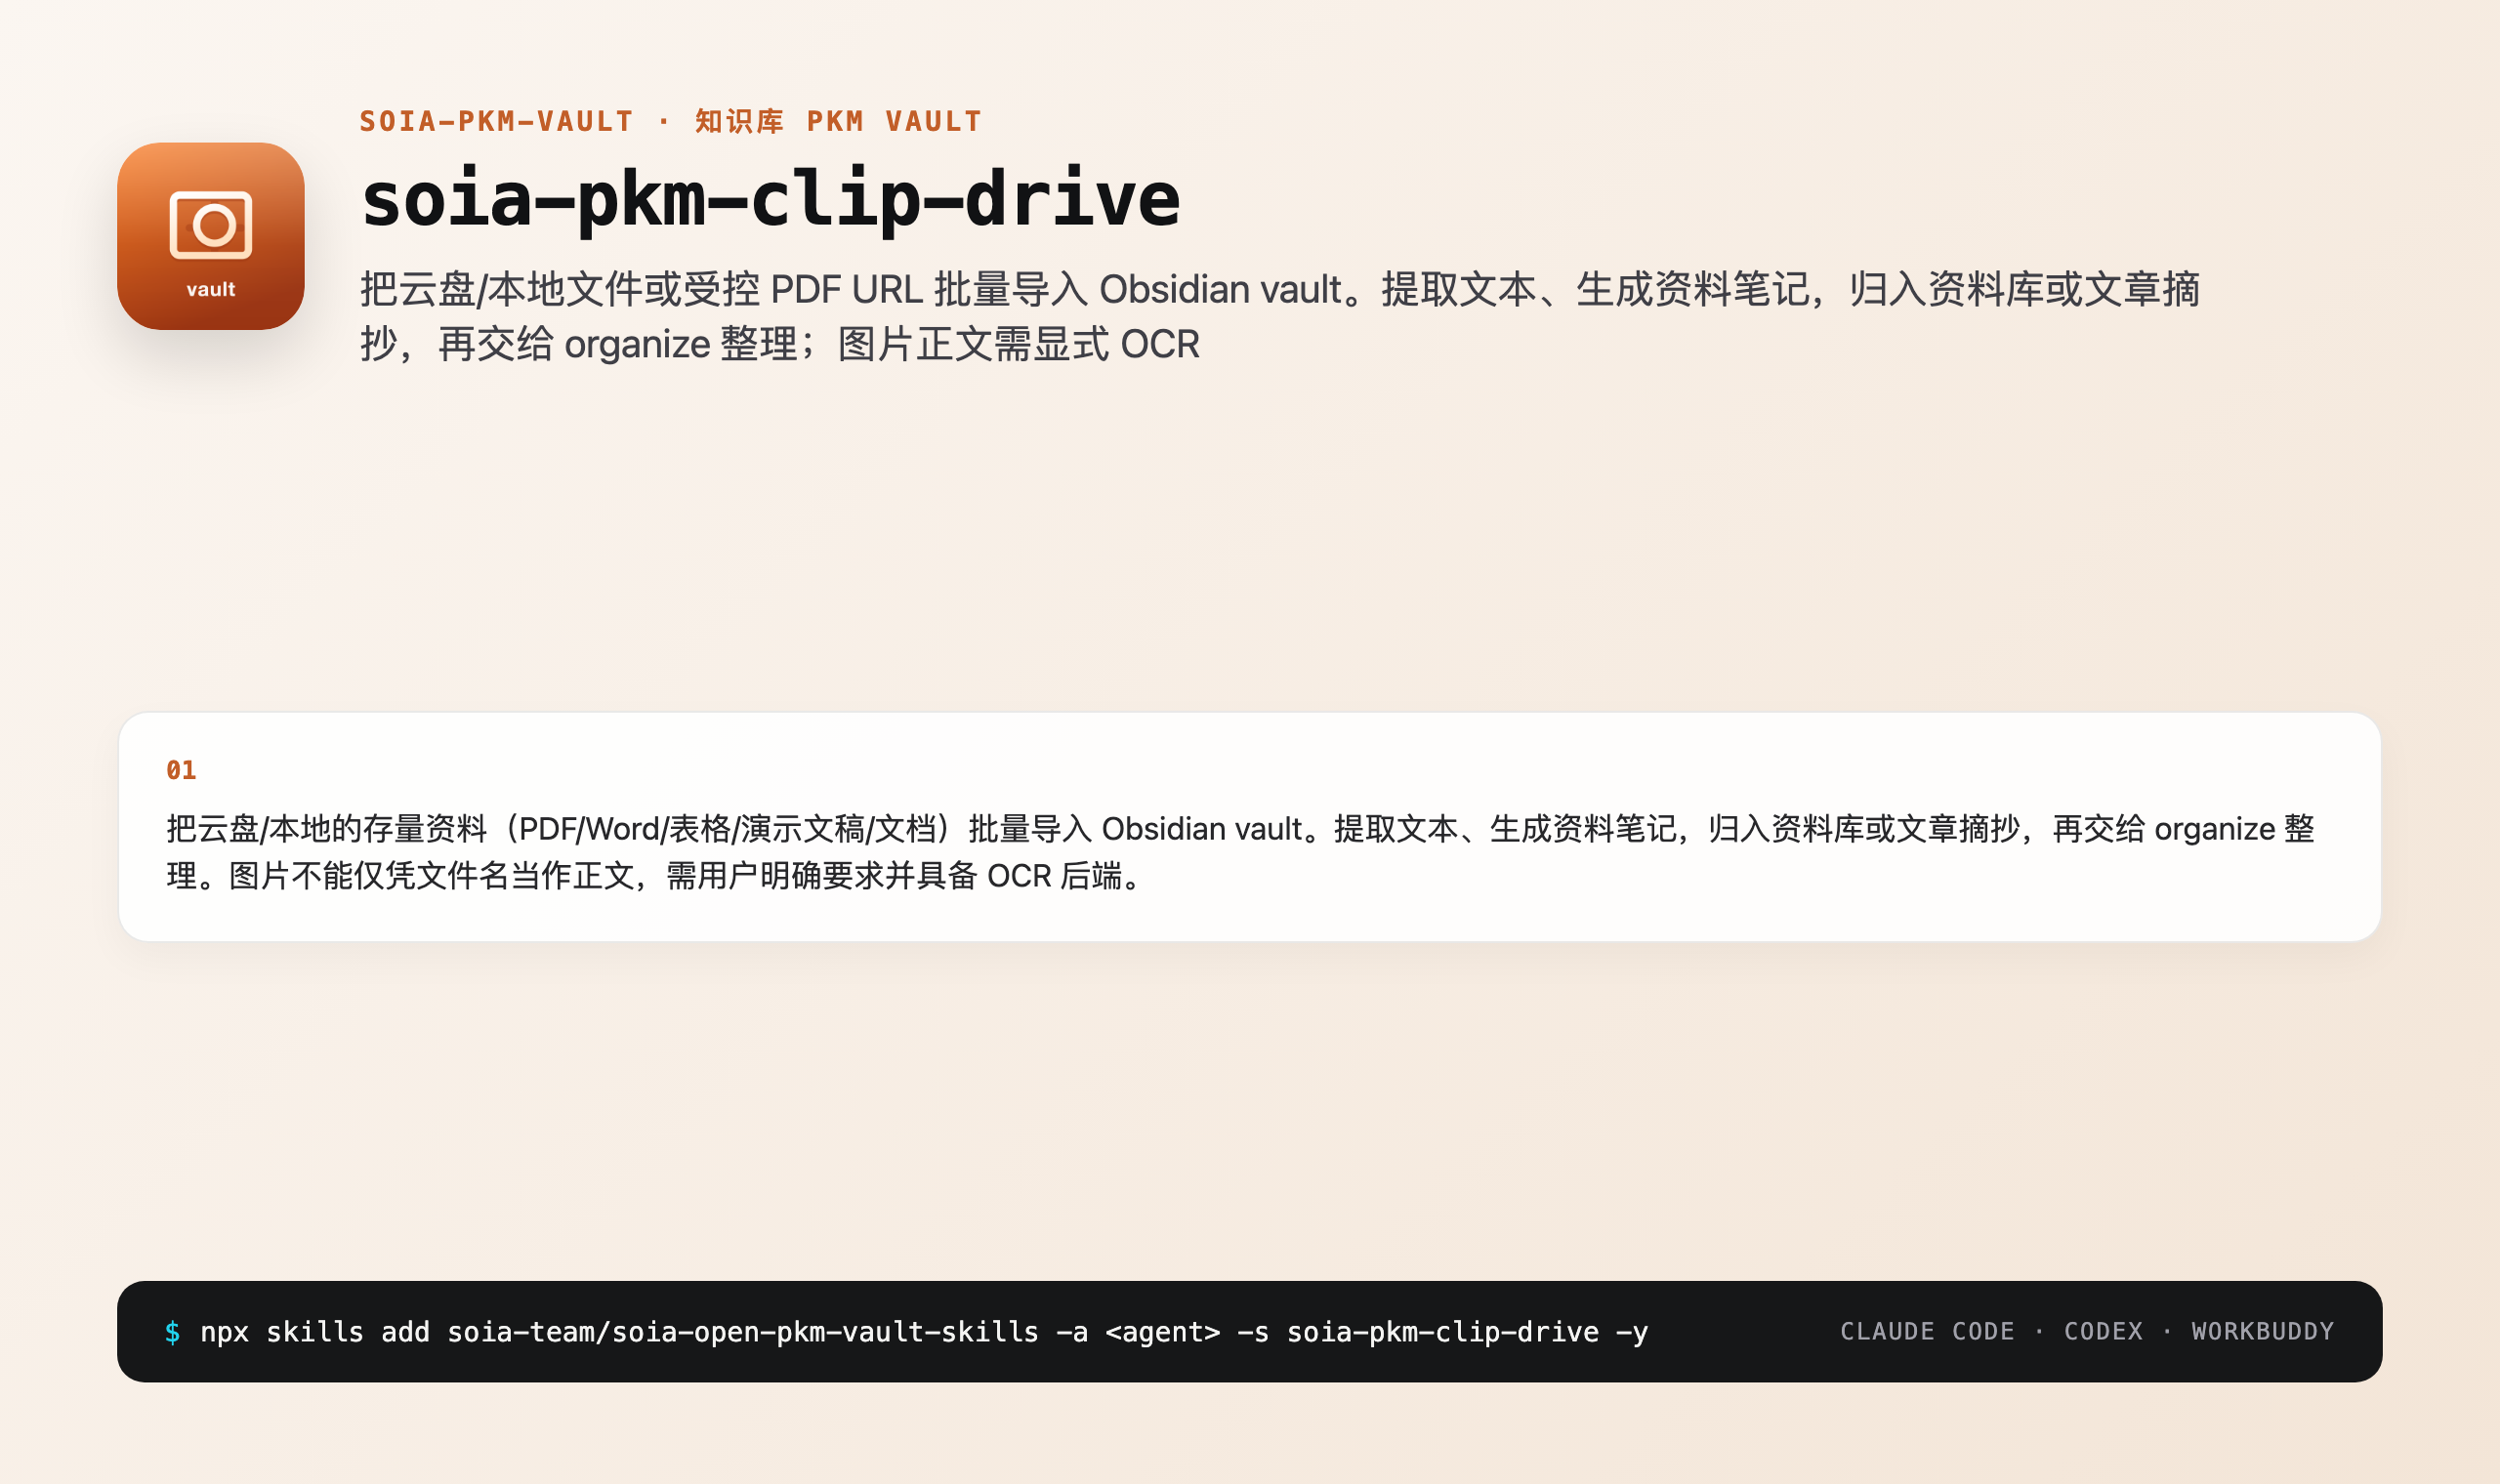 SOIA-PKM-VAULT · 知识库 PKM VAULT
soia-pkm-clip-drive
把云盘/本地文件或受控 PDF URL 批量导入 Obsidian vault。提取文本、生成资料笔记，归入资料库或文章摘
抄，再交给 organize 整理；图片正文需显式 OCR
vault
01
把云盘/本地的存量资料（PDF/Word/表格/演示文稿/文档）批量导入 Obsidian vault。提取文本、生成资料笔记，归入资料库或文章摘抄，再交给 organize 整
理。图片不能仅凭文件名当作正文，需用户明确要求并具备 OCR 后端。
$ npx skills add soia-team/soia-open-pkm-vault-skills -a <agent> -s soia-pkm-clip-drive -y
CLAUDE CODE · CODEX · WORKBUDDY